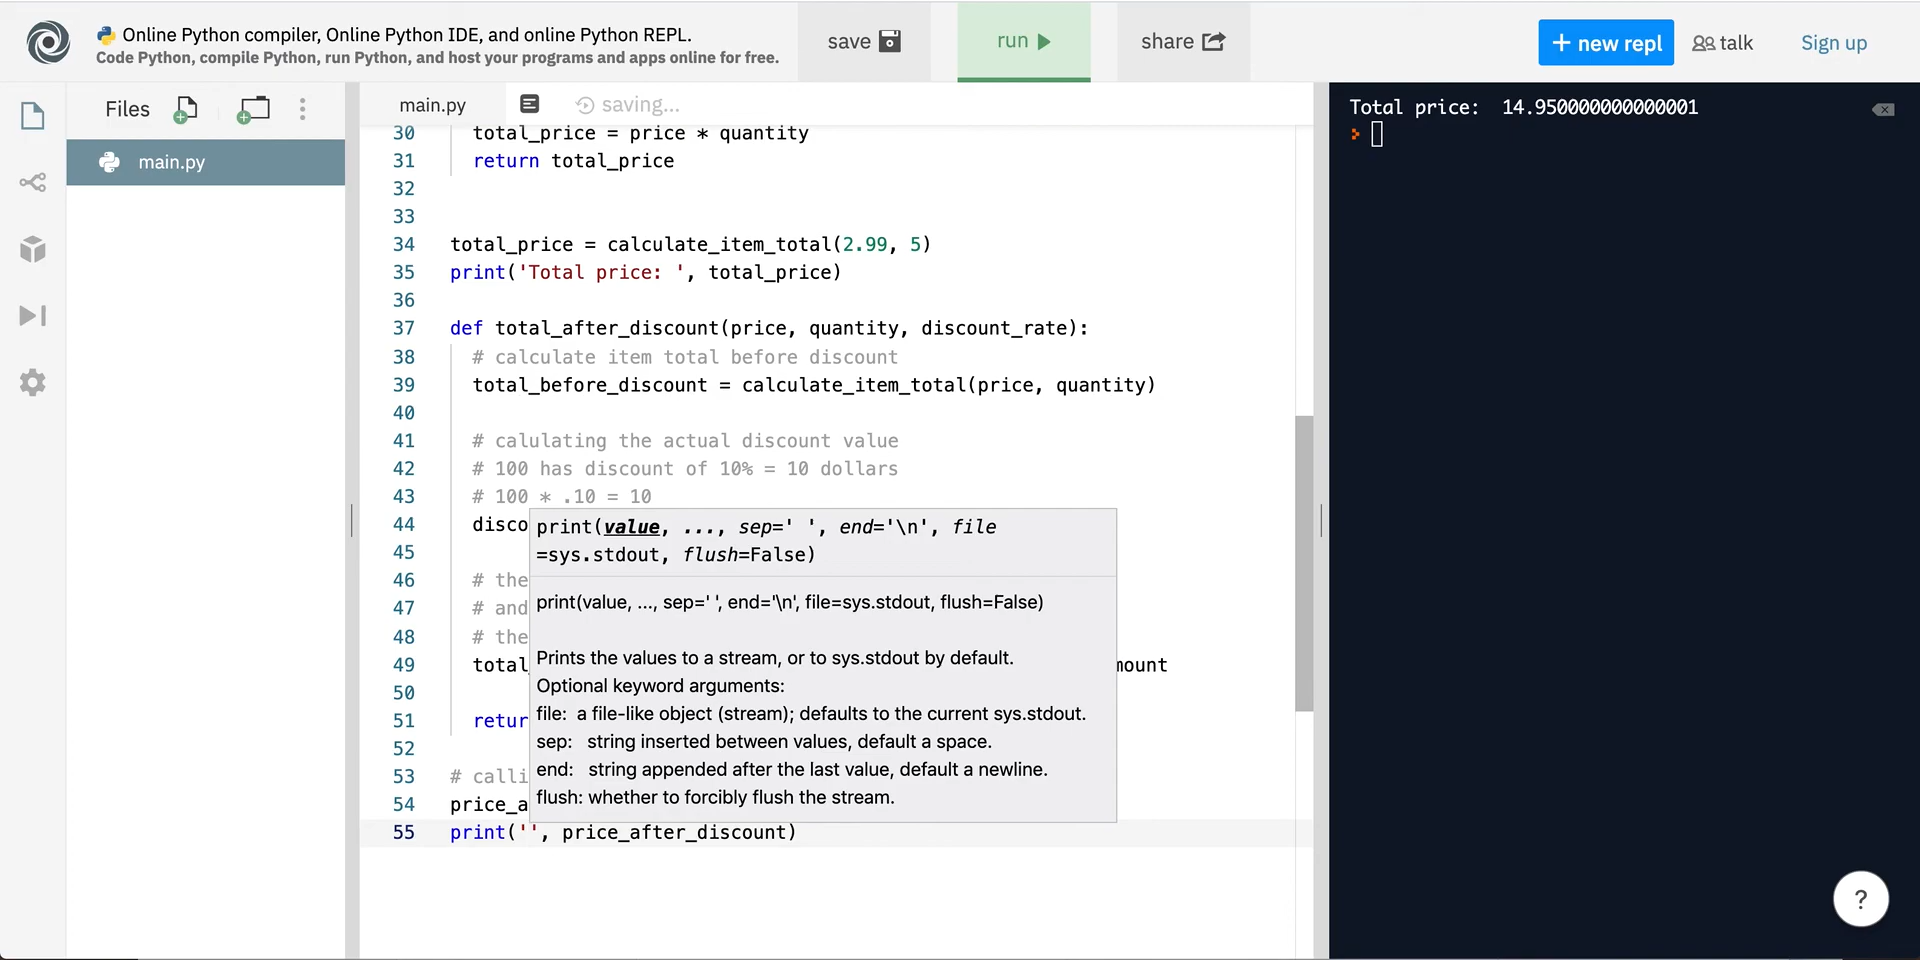 Online Python compiler, Online Python IDE, and online Python REPL.
Code Python, compile Python, run Python, and host your programs and apps online for free.
save
run
share
+ new repl
talk
Sign up
Files
main.py
main.py
saving...
30 total_price = price * quantity
31 return total_price
32
33
34 total_price = calculate_item_total(2.99, 5)
35 print('Total price: ', total_price)
36
37 def total_after_discount(price, quantity, discount_rate):
38 # calculate item total before discount
39 total_before_discount = calculate_item_total(price, quantity)
40
41 # calulating the actual discount value
42 # 100 has discount of 10% = 10 dollars
43 # 100 * .10 = 10
44 disco
45
46 # the
47 # and
48 # the
49 total_ mount
50
51 retur
52
53 # calli
54 price_a
55 print('', price_after_discount)
print(value, ..., sep=' ', end='\n', file
=sys.stdout, flush=False)
print(value, ..., sep=' ', end='\n', file=sys.stdout, flush=False)
Prints the values to a stream, or to sys.stdout by default.
Optional keyword arguments:
file: a file-like object (stream); defaults to the current sys.stdout.
sep: string inserted between values, default a space.
end: string appended after the last value, default a newline.
flush: whether to forcibly flush the stream.
Total price: 14.950000000000001
?